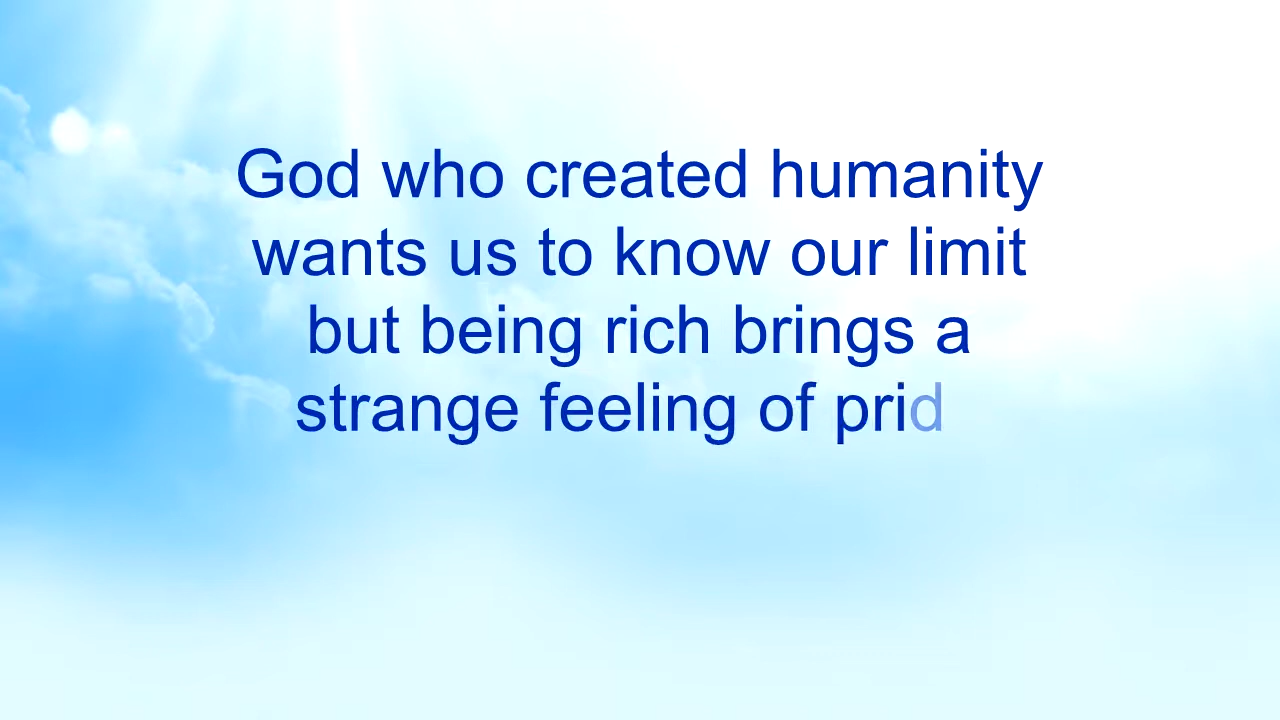 God who created humanity
wants us to know our limit
but being rich brings a
strange feeling of prid